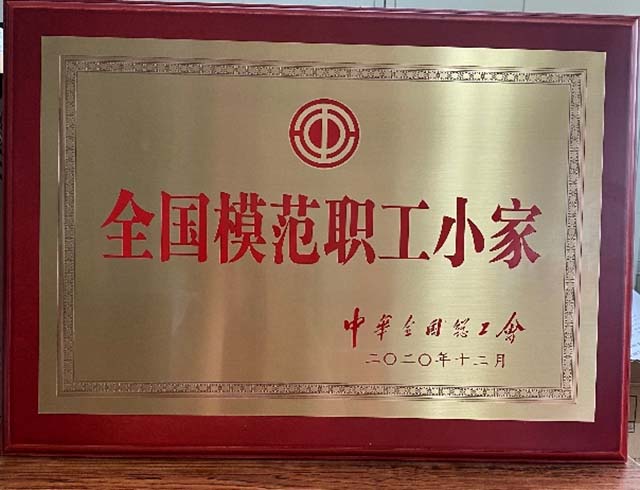 全国模范职工小家
中华全国总工会
二〇二〇年十二月